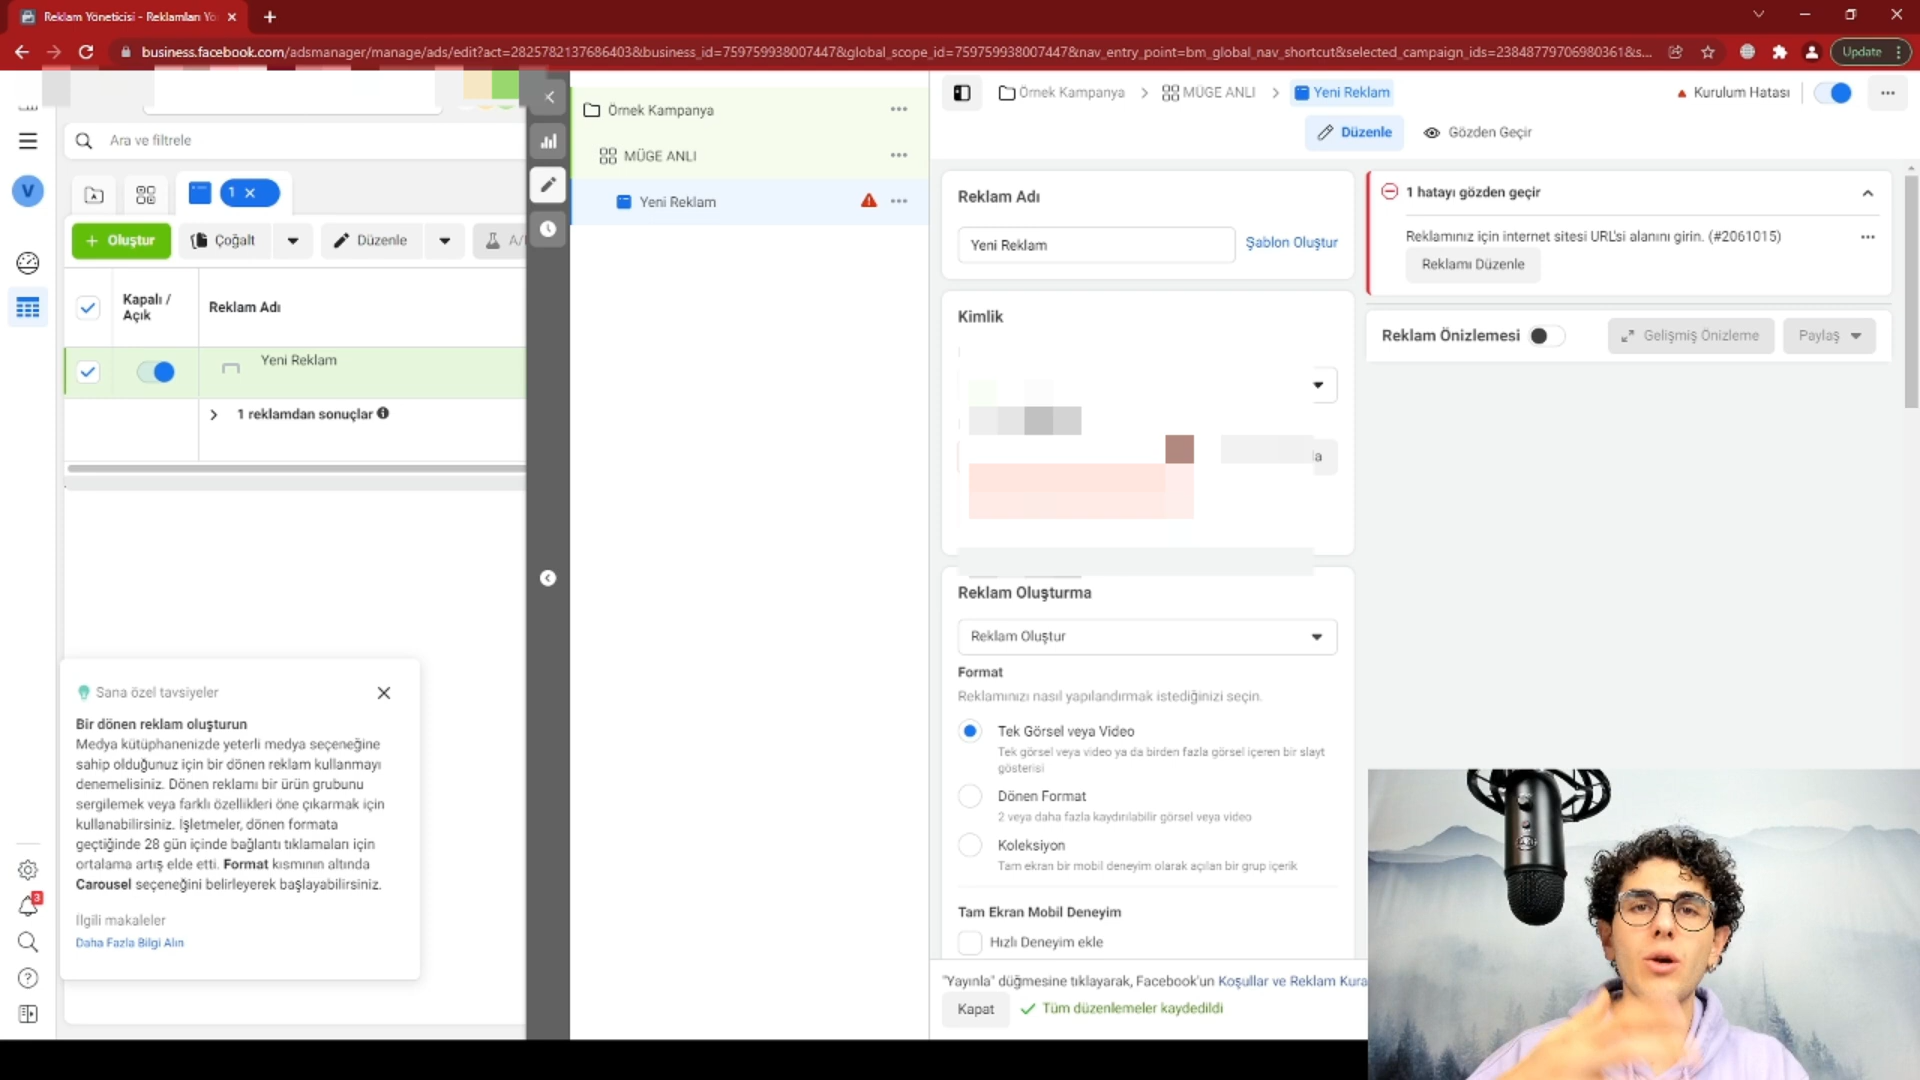 Reklam Yöneticisi - Reklamları Yö
business.facebook.com/adsmanager/manage/ads/edit?act=2825782137686403&business_id=759759938007447&global_scope_id=759759938007447&nav_entry_point=bm_global_nav_shortcut&selected_campaign_ids=23848779706980361&s...
Update
Ara ve filtrele
V
1
Oluştur
Çoğalt
Düzenle
A/
Kapalı /
Açık
Reklam Adı
Yeni Reklam
1 reklamdan sonuçlar
Sana özel tavsiyeler
Bir dönen reklam oluşturun
Medya kütüphanenizde yeterli medya seçeneğine
sahip olduğunuz için bir dönen reklam kullanmayı
denemelisiniz. Dönen reklamı bir ürün grubunu
sergilemek veya farklı özellikleri öne çıkarmak için
kullanabilirsiniz. İşletmeler, dönen formata
geçtiğinde 28 gün içinde bağlantı tıklamaları için
ortalama artış elde etti. Format kısmının altında
Carousel seçeneğini belirleyerek başlayabilirsiniz.
İlgili makaleler
Daha Fazla Bilgi Alın
3
Örnek Kampanya
MÜGE ANLI
Yeni Reklam
Örnek Kampanya
MÜGE ANLI
Yeni Reklam
Kurulum Hatası
Düzenle
Gözden Geçir
Reklam Adı
Yeni Reklam
Şablon Oluştur
Kimlik
la
Reklam Oluşturma
Reklam Oluştur
Format
Reklamınızı nasıl yapılandırmak istediğinizi seçin.
Tek Görsel veya Video
Tek görsel veya video ya da birden fazla görsel içeren bir slayt
gösterisi
Dönen Format
2 veya daha fazla kaydırılabilir görsel veya video
Koleksiyon
Tam ekran bir mobil deneyim olarak açılan bir grup içerik
Tam Ekran Mobil Deneyim
Hızlı Deneyim ekle
"Yayınla" düğmesine tıklayarak, Facebook'un Koşullar ve Reklam Kura
Kapat
Tüm düzenlemeler kaydedildi
1 hatayı gözden geçir
Reklamınız için internet sitesi URL'si alanını girin. (#2061015)
Reklamı Düzenle
Reklam Önizlemesi
Gelişmiş Önizleme
Paylaş